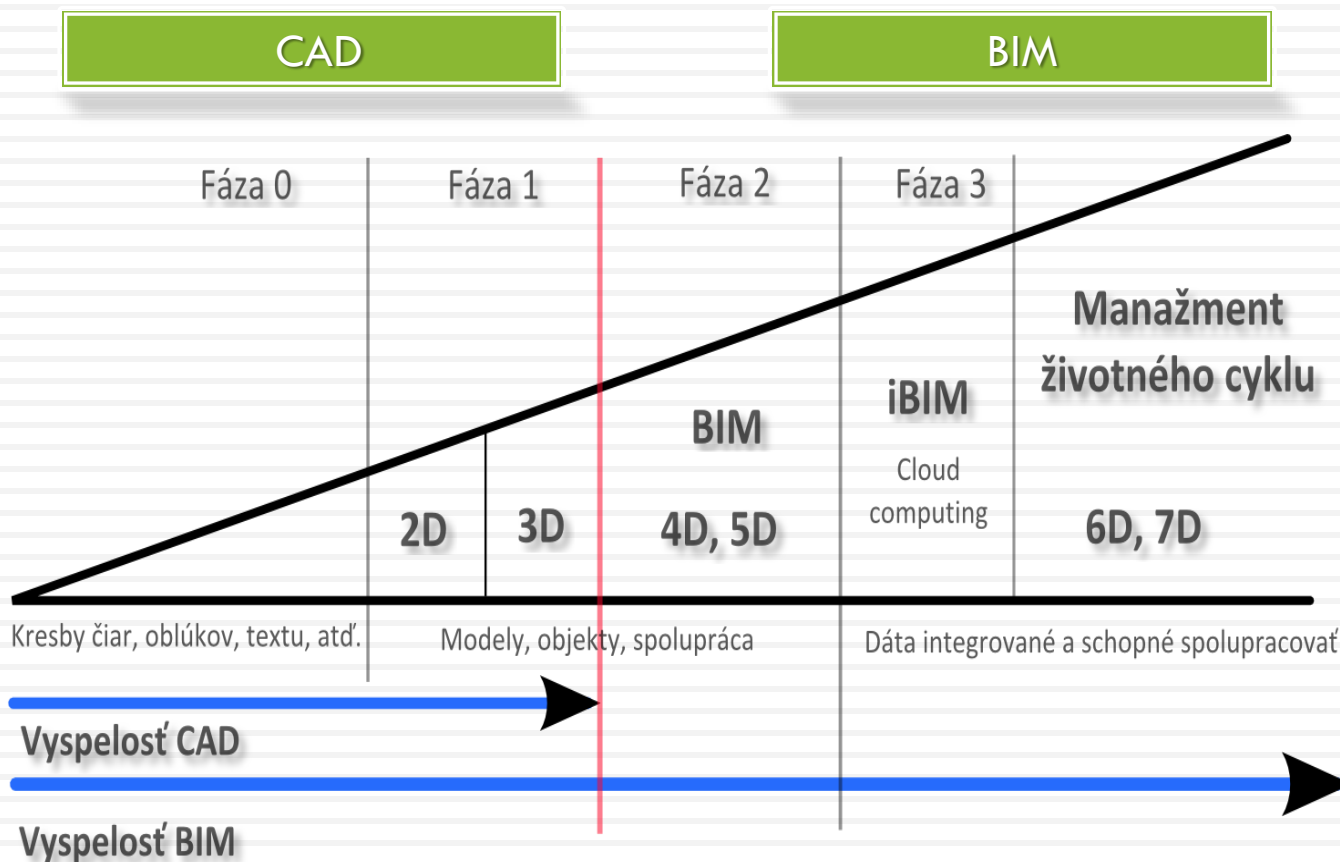 CAD
BIM
Fáza 0
Fáza 1
Fáza 2
Fáza 3
Manažment
životného cyklu
BIM
iBIM
Cloud
computing
2D
3D
4D, 5D
6D, 7D
Kresby čiar, oblúkov, textu, atď.
Modely, objekty, spolupráca
Dáta integrované a schopné spolupracovať
Vyspelosť CAD
Vyspelosť BIM